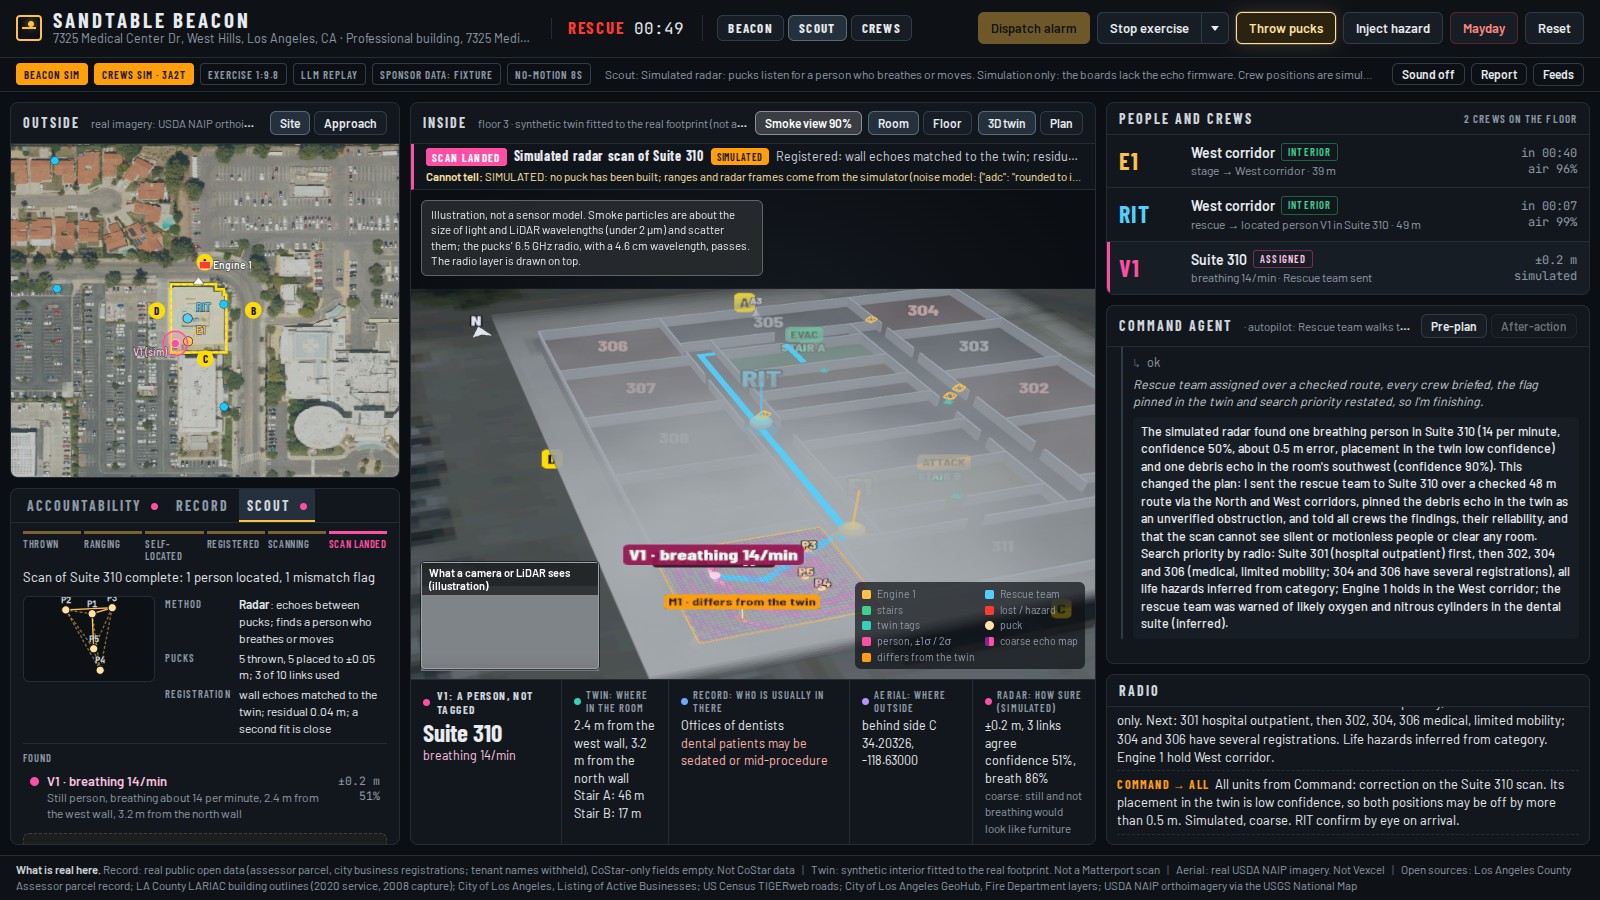 SANDTABLE BEACON
7325 Medical Center Dr, West Hills, Los Angeles, CA · Professional building, 7325 Medi...
RESCUE 00:49
BEACON SCOUT CREWS
Dispatch alarm Stop exercise Throw pucks Inject hazard Mayday Reset
BEACON SIM CREWS SIM · 3A2T EXERCISE 1:9.8 LLM REPLAY SPONSOR DATA: FIXTURE NO-MOTION 8S
Scout: Simulated radar: pucks listen for a person who breathes or moves. Simulation only: the boards lack the echo firmware. Crew positions are simul...
Sound off Report Feeds
OUTSIDE real imagery: USDA NAIP orthoi... Site Approach
Engine 1
D
B
RIT
E1
V1(sim)
C
ACCOUNTABILITY RECORD SCOUT
THROWN RANGING SELF-LOCATED REGISTERED SCANNING SCAN LANDED
Scan of Suite 310 complete: 1 person located, 1 mismatch flag
P2 P1 P3
P5
P4
METHOD Radar: echoes between
pucks; finds a person who
breathes or moves
PUCKS 5 thrown, 5 placed to ±0.05
m; 3 of 10 links used
REGISTRATION wall echoes matched to the
twin; residual 0.04 m; a
second fit is close
FOUND
V1 · breathing 14/min ±0.2 m
51%
Still person, breathing about 14 per minute, 2.4 m from
the west wall, 3.2 m from the north wall
INSIDE floor 3 · synthetic twin fitted to the real footprint (not a... Smoke view 90% Room Floor 3D twin Plan
SCAN LANDED Simulated radar scan of Suite 310 SIMULATED Registered: wall echoes matched to the twin; residu...
Cannot tell: SIMULATED: no puck has been built; ranges and radar frames come from the simulator (noise model: {"adc": "rounded to i...
Illustration, not a sensor model. Smoke particles are about the
size of light and LiDAR wavelengths (under 2 µm) and scatter
them; the pucks' 6.5 GHz radio, with a 4.6 cm wavelength, passes.
The radio layer is drawn on top.
N
A
A3
304
305
EVAC
STAIR A
306
303
307
RIT
302
308
D
ATTACK
E1
311
V1 · breathing 14/min
P3
P5
P4
M1 · differs from the twin
C
What a camera or LiDAR sees
(illustration)
Engine 1 Rescue team
stairs lost / hazard
twin tags puck
person, ±1σ / 2σ coarse echo map
differs from the twin
V1: A PERSON, NOT
TAGGED
Suite 310
breathing 14/min
TWIN: WHERE
IN THE ROOM
2.4 m from the
west wall, 3.2
m from the
north wall
Stair A: 46 m
Stair B: 17 m
RECORD: WHO IS USUALLY IN
THERE
Offices of dentists
dental patients may be
sedated or mid-procedure
AERIAL: WHERE
OUTSIDE
behind side C
34.20326,
-118.63000
RADAR: HOW SURE
(SIMULATED)
±0.2 m, 3 links
agree
confidence 51%,
breath 86%
coarse: still and not
breathing would
look like furniture
PEOPLE AND CREWS 2 CREWS ON THE FLOOR
E1 West corridor INTERIOR in 00:40
stage → West corridor · 39 m air 96%
RIT West corridor INTERIOR in 00:07
rescue → located person V1 in Suite 310 · 49 m air 99%
V1 Suite 310 ASSIGNED ±0.2 m
breathing 14/min · Rescue team sent simulated
COMMAND AGENT · autopilot: Rescue team walks t... Pre-plan After-action
↳ ok
Rescue team assigned over a checked route, every crew briefed, the flag
pinned in the twin and search priority restated, so I'm finishing.
The simulated radar found one breathing person in Suite 310 (14 per minute,
confidence 50%, about 0.5 m error, placement in the twin low confidence)
and one debris echo in the room's southwest (confidence 90%). This
changed the plan: I sent the rescue team to Suite 310 over a checked 48 m
route via the North and West corridors, pinned the debris echo in the twin as
an unverified obstruction, and told all crews the findings, their reliability, and
that the scan cannot see silent or motionless people or clear any room.
Search priority by radio: Suite 301 (hospital outpatient) first, then 302, 304
and 306 (medical, limited mobility; 304 and 306 have several registrations), all
life hazards inferred from category; Engine 1 holds in the West corridor; the
rescue team was warned of likely oxygen and nitrous cylinders in the dental
suite (inferred).
RADIO
only. Next: 301 hospital outpatient, then 302, 304, 306 medical, limited mobility;
304 and 306 have several registrations. Life hazards inferred from category.
Engine 1 hold West corridor.
COMMAND → ALL All units from Command: correction on the Suite 310 scan. Its
placement in the twin is low confidence, so both positions may be off by more
than 0.5 m. Simulated, coarse. RIT confirm by eye on arrival.
What is real here. Record: real public open data (assessor parcel, city business registrations; tenant names withheld), CoStar-only fields empty. Not CoStar data | Twin: synthetic interior fitted to the real footprint. Not a Matterport scan | Aerial: real USDA NAIP imagery. Not Vexcel | Open sources: Los Angeles County
Assessor parcel record; LA County LARIAC building outlines (2020 service, 2008 capture); City of Los Angeles, Listing of Active Businesses; US Census TIGERweb roads; City of Los Angeles GeoHub, Fire Department layers; USDA NAIP orthoimagery via the USGS National Map